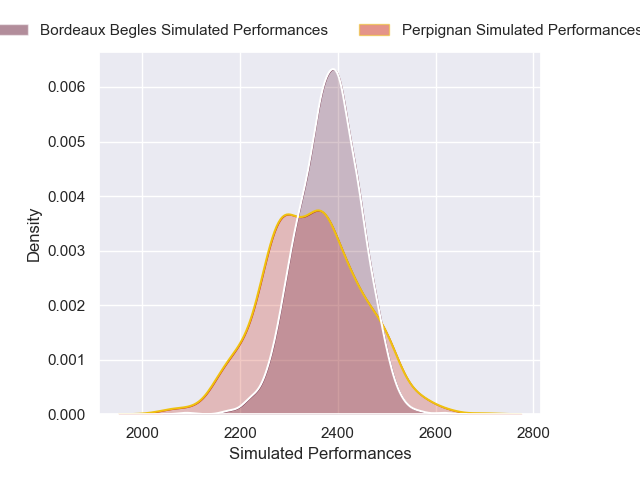 Bordeaux Begles Simulated Performances Perpignan Simulated Performances
0.006
0.005
0.004
0.003
0.002
0.001
0.000
Density
2000 2200 2400 2600 2800
Simulated Performances